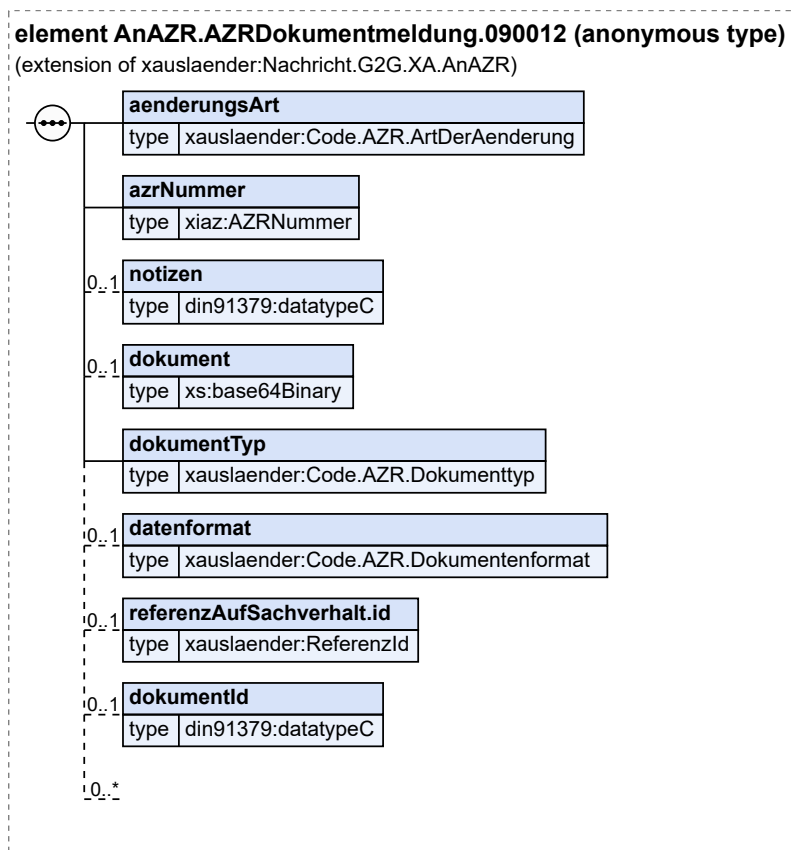 element AnAZR.AZRDokumentmeldung.090012 (anonymous type)
(extension of xauslaender:Nachricht.G2G.XA.AnAZR)
aenderungsArt
type xauslaender:Code.AZR.ArtDerAenderung
azrNummer
type xiaz:AZRNummer
0..1 notizen
type din91379:datatypeC
0..1 dokument
type xs:base64Binary
dokumentTyp
type xauslaender:Code.AZR.Dokumenttyp
0..1 datenformat
type xauslaender:Code.AZR.Dokumentenformat
0..1 referenzAufSachverhalt.id
type xauslaender:ReferenzId
0..1 dokumentId
type din91379:datatypeC
0..*